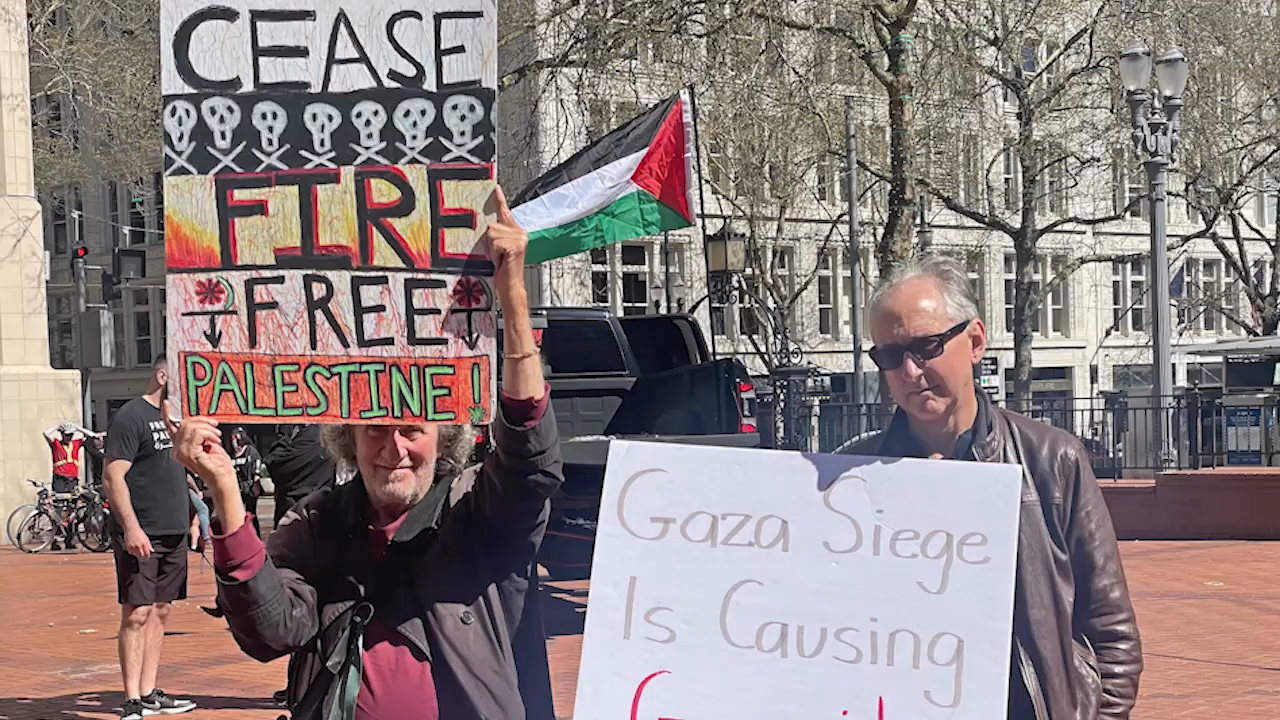 CEASE
FIRE
FREE
PALESTINE!
Gaza Siege
Is Causing